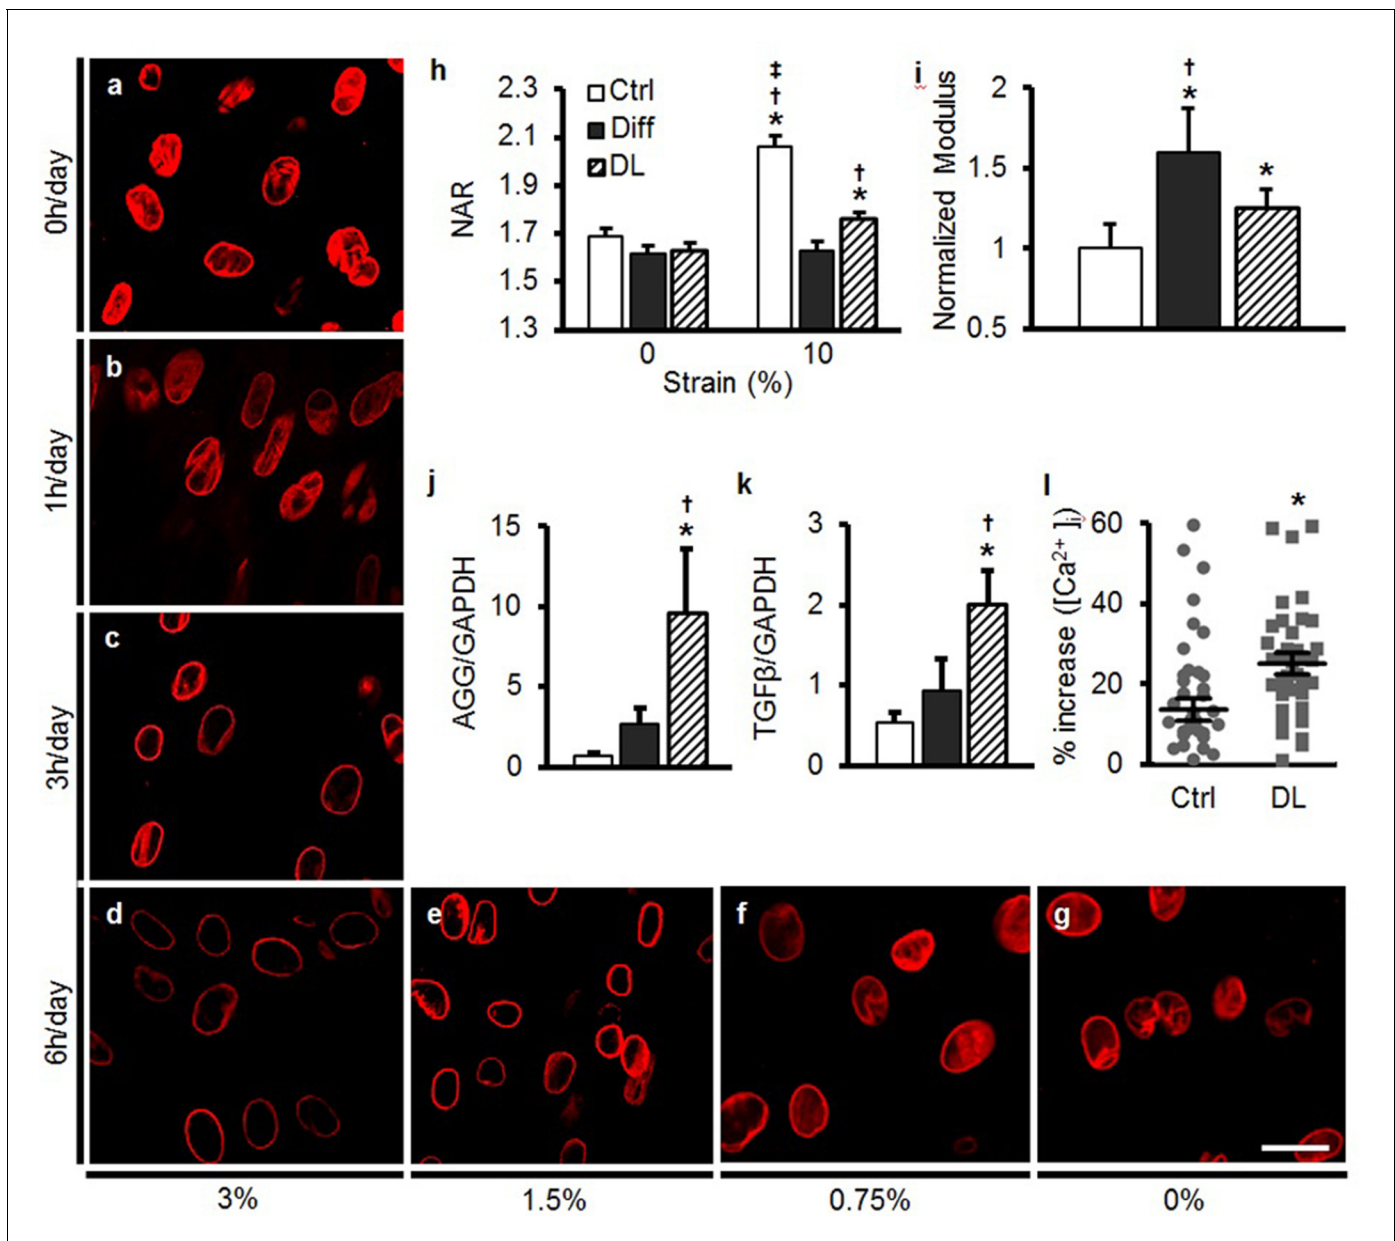 a
0h/day
b
1h/day
c
3h/day
d
e
f
g
6h/day
3%
1.5%
0.75%
0%
h
NAR
2.3
2.1
1.9
1.7
1.5
1.3
Ctrl
Diff
DL
‡
†
*
†
*
0
10
Strain (%)
i
Normalized Modulus
2
1.5
1
0.5
†
*
*
j
AGG/GAPDH
15
10
5
0
†
*
k
TGFβ/GAPDH
3
2
1
0
†
*
l
% increase ([Ca2+ ]i)
60
40
20
0
*
Ctrl
DL